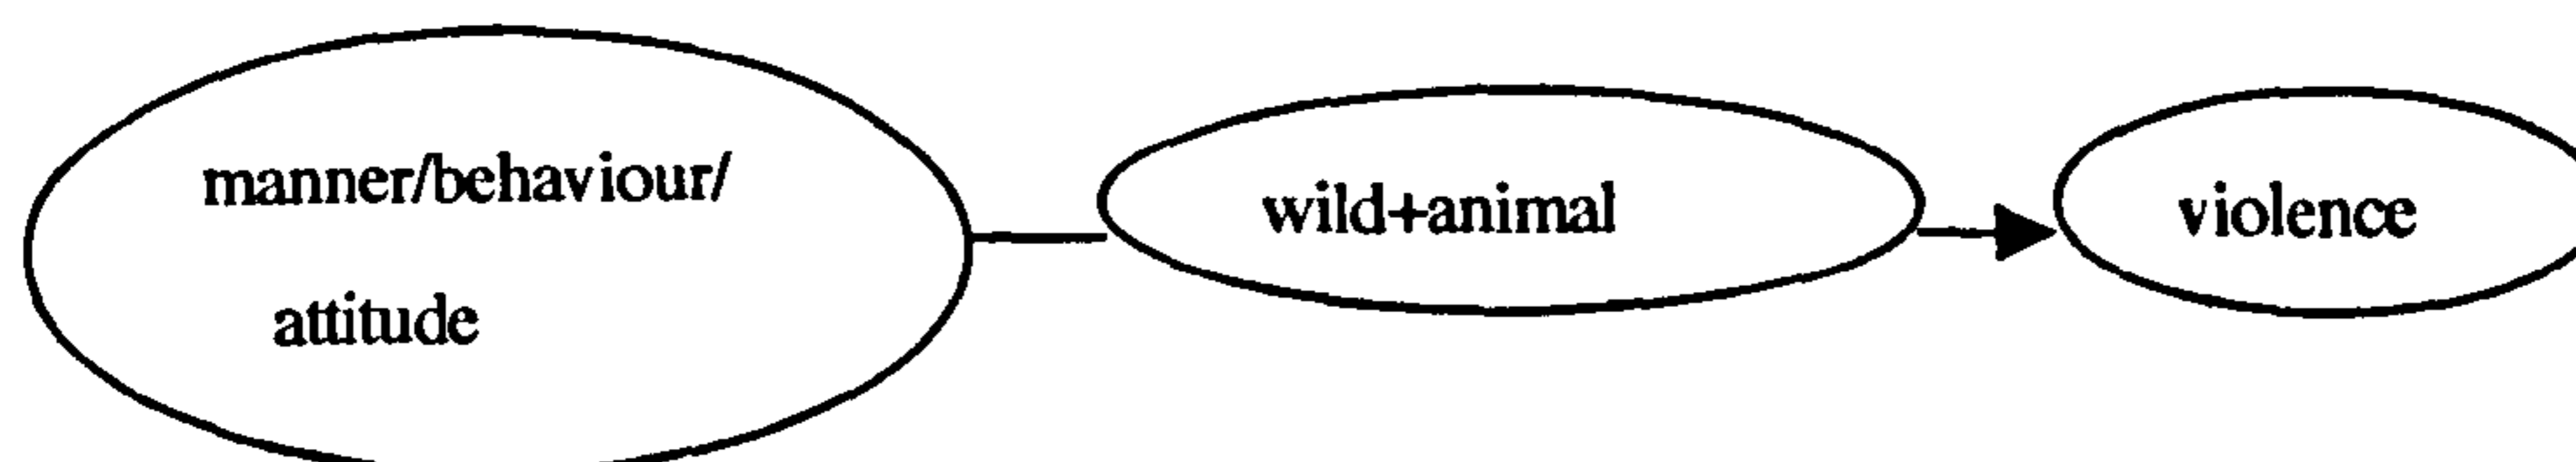 manner/behaviour/
attitude
wild+animal
violence